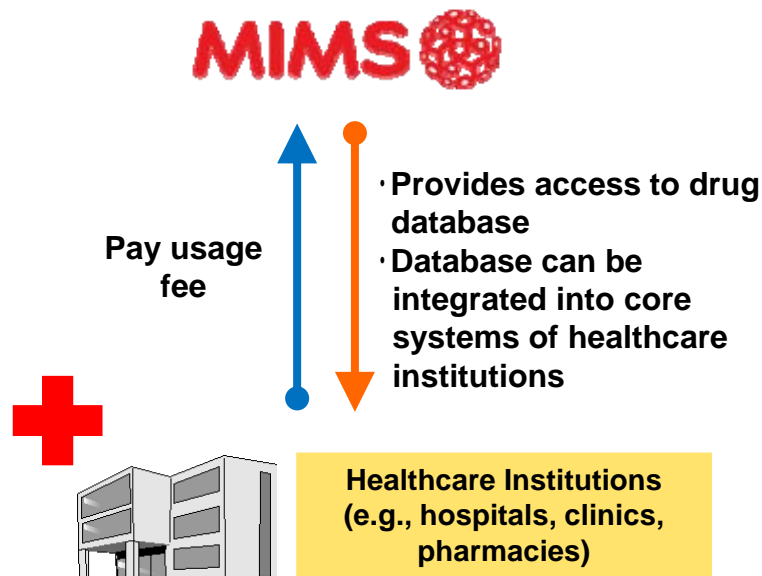 MIMS
Pay usage
fee
·Provides access to drug
database
·Database can be
integrated into core
systems of healthcare
institutions
Healthcare Institutions
(e.g., hospitals, clinics,
pharmacies)